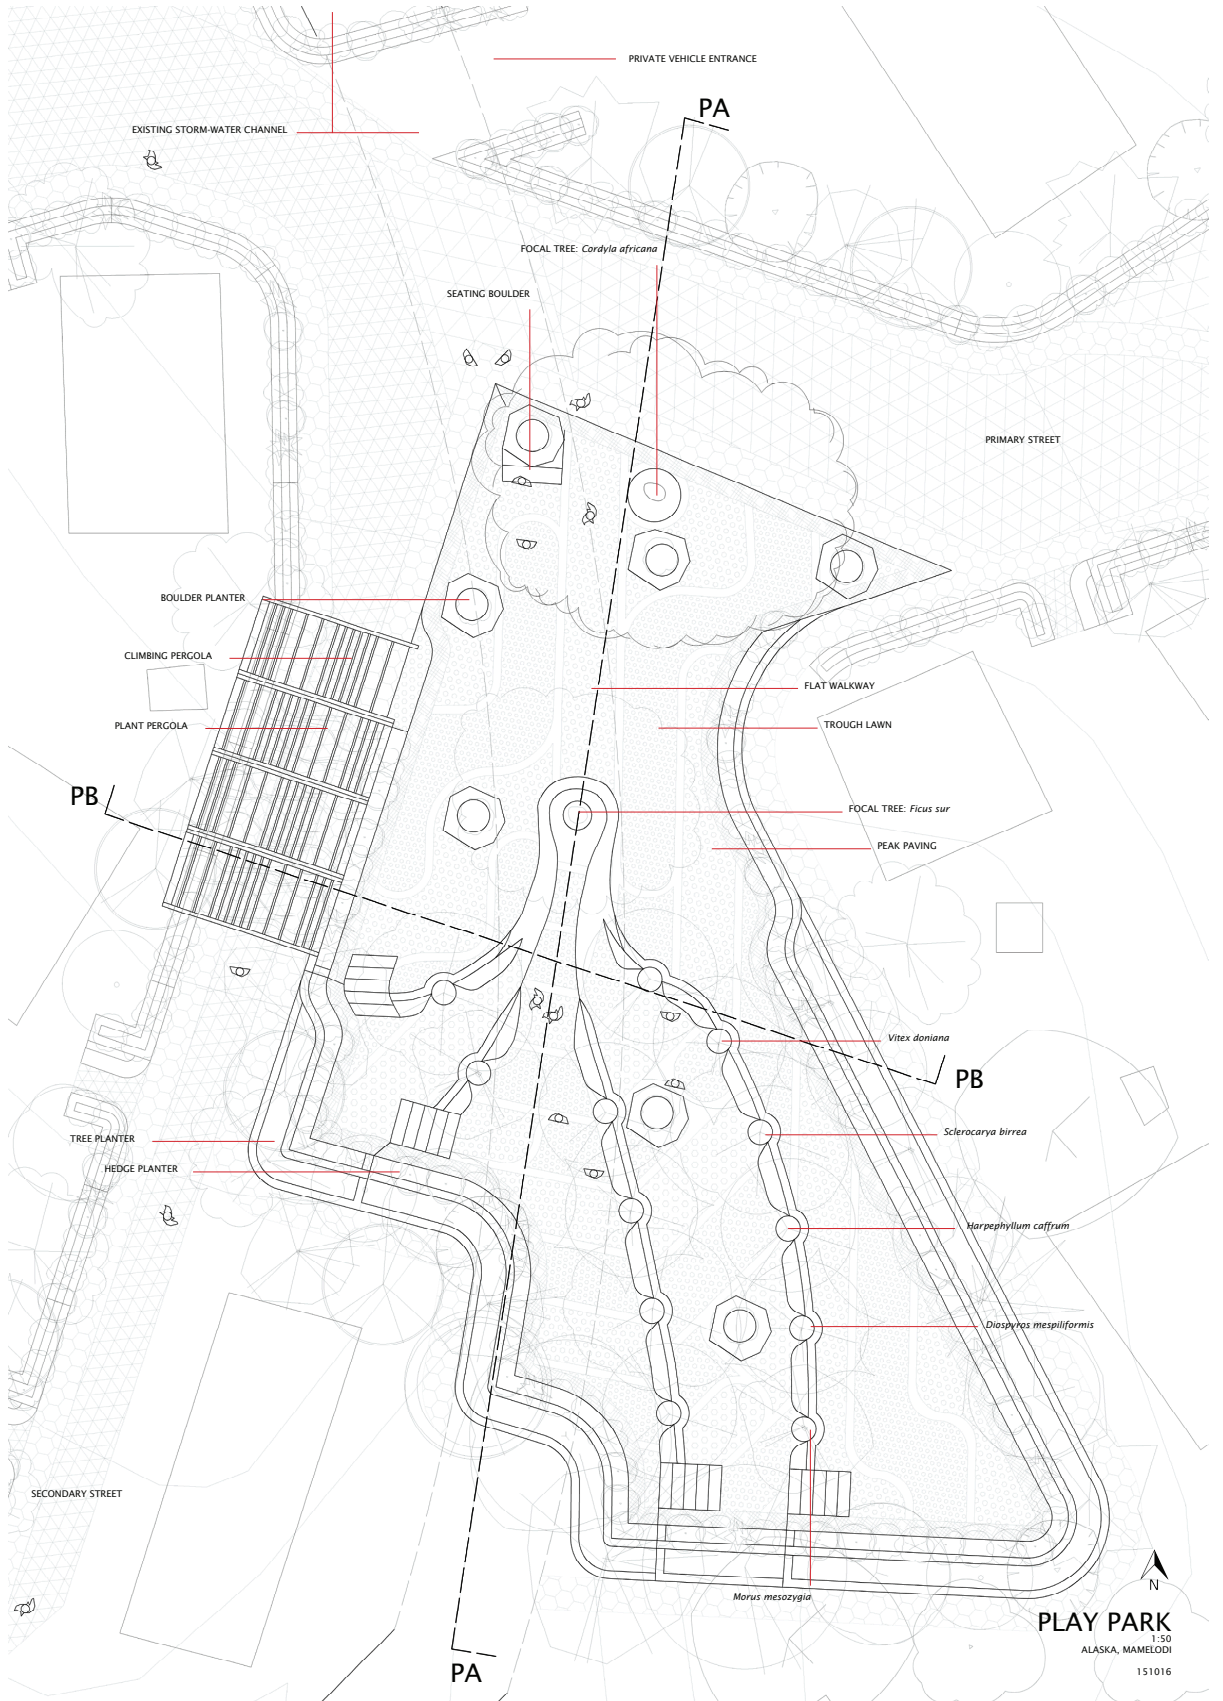 PRIVATE VEHICLE ENTRANCE
PA
EXISTING STORM-WATER CHANNEL
FOCAL TREE: Cordyla africana
SEATING BOULDER
PRIMARY STREET
BOULDER PLANTER
CLIMBING PERGOLA
FLAT WALKWAY
PLANT PERGOLA
TROUGH LAWN
PB
FOCAL TREE: Ficus sur
PEAK PAVING
Vitex doniana
PB
TREE PLANTER
Sclerocarya birrea
HEDGE PLANTER
Harpephyllum caffrum
Diospyros mespiliformis
SECONDARY STREET
N
Morus mesozygia
PLAY PARK
1:50
ALASKA, MAMELODI
PA
151016